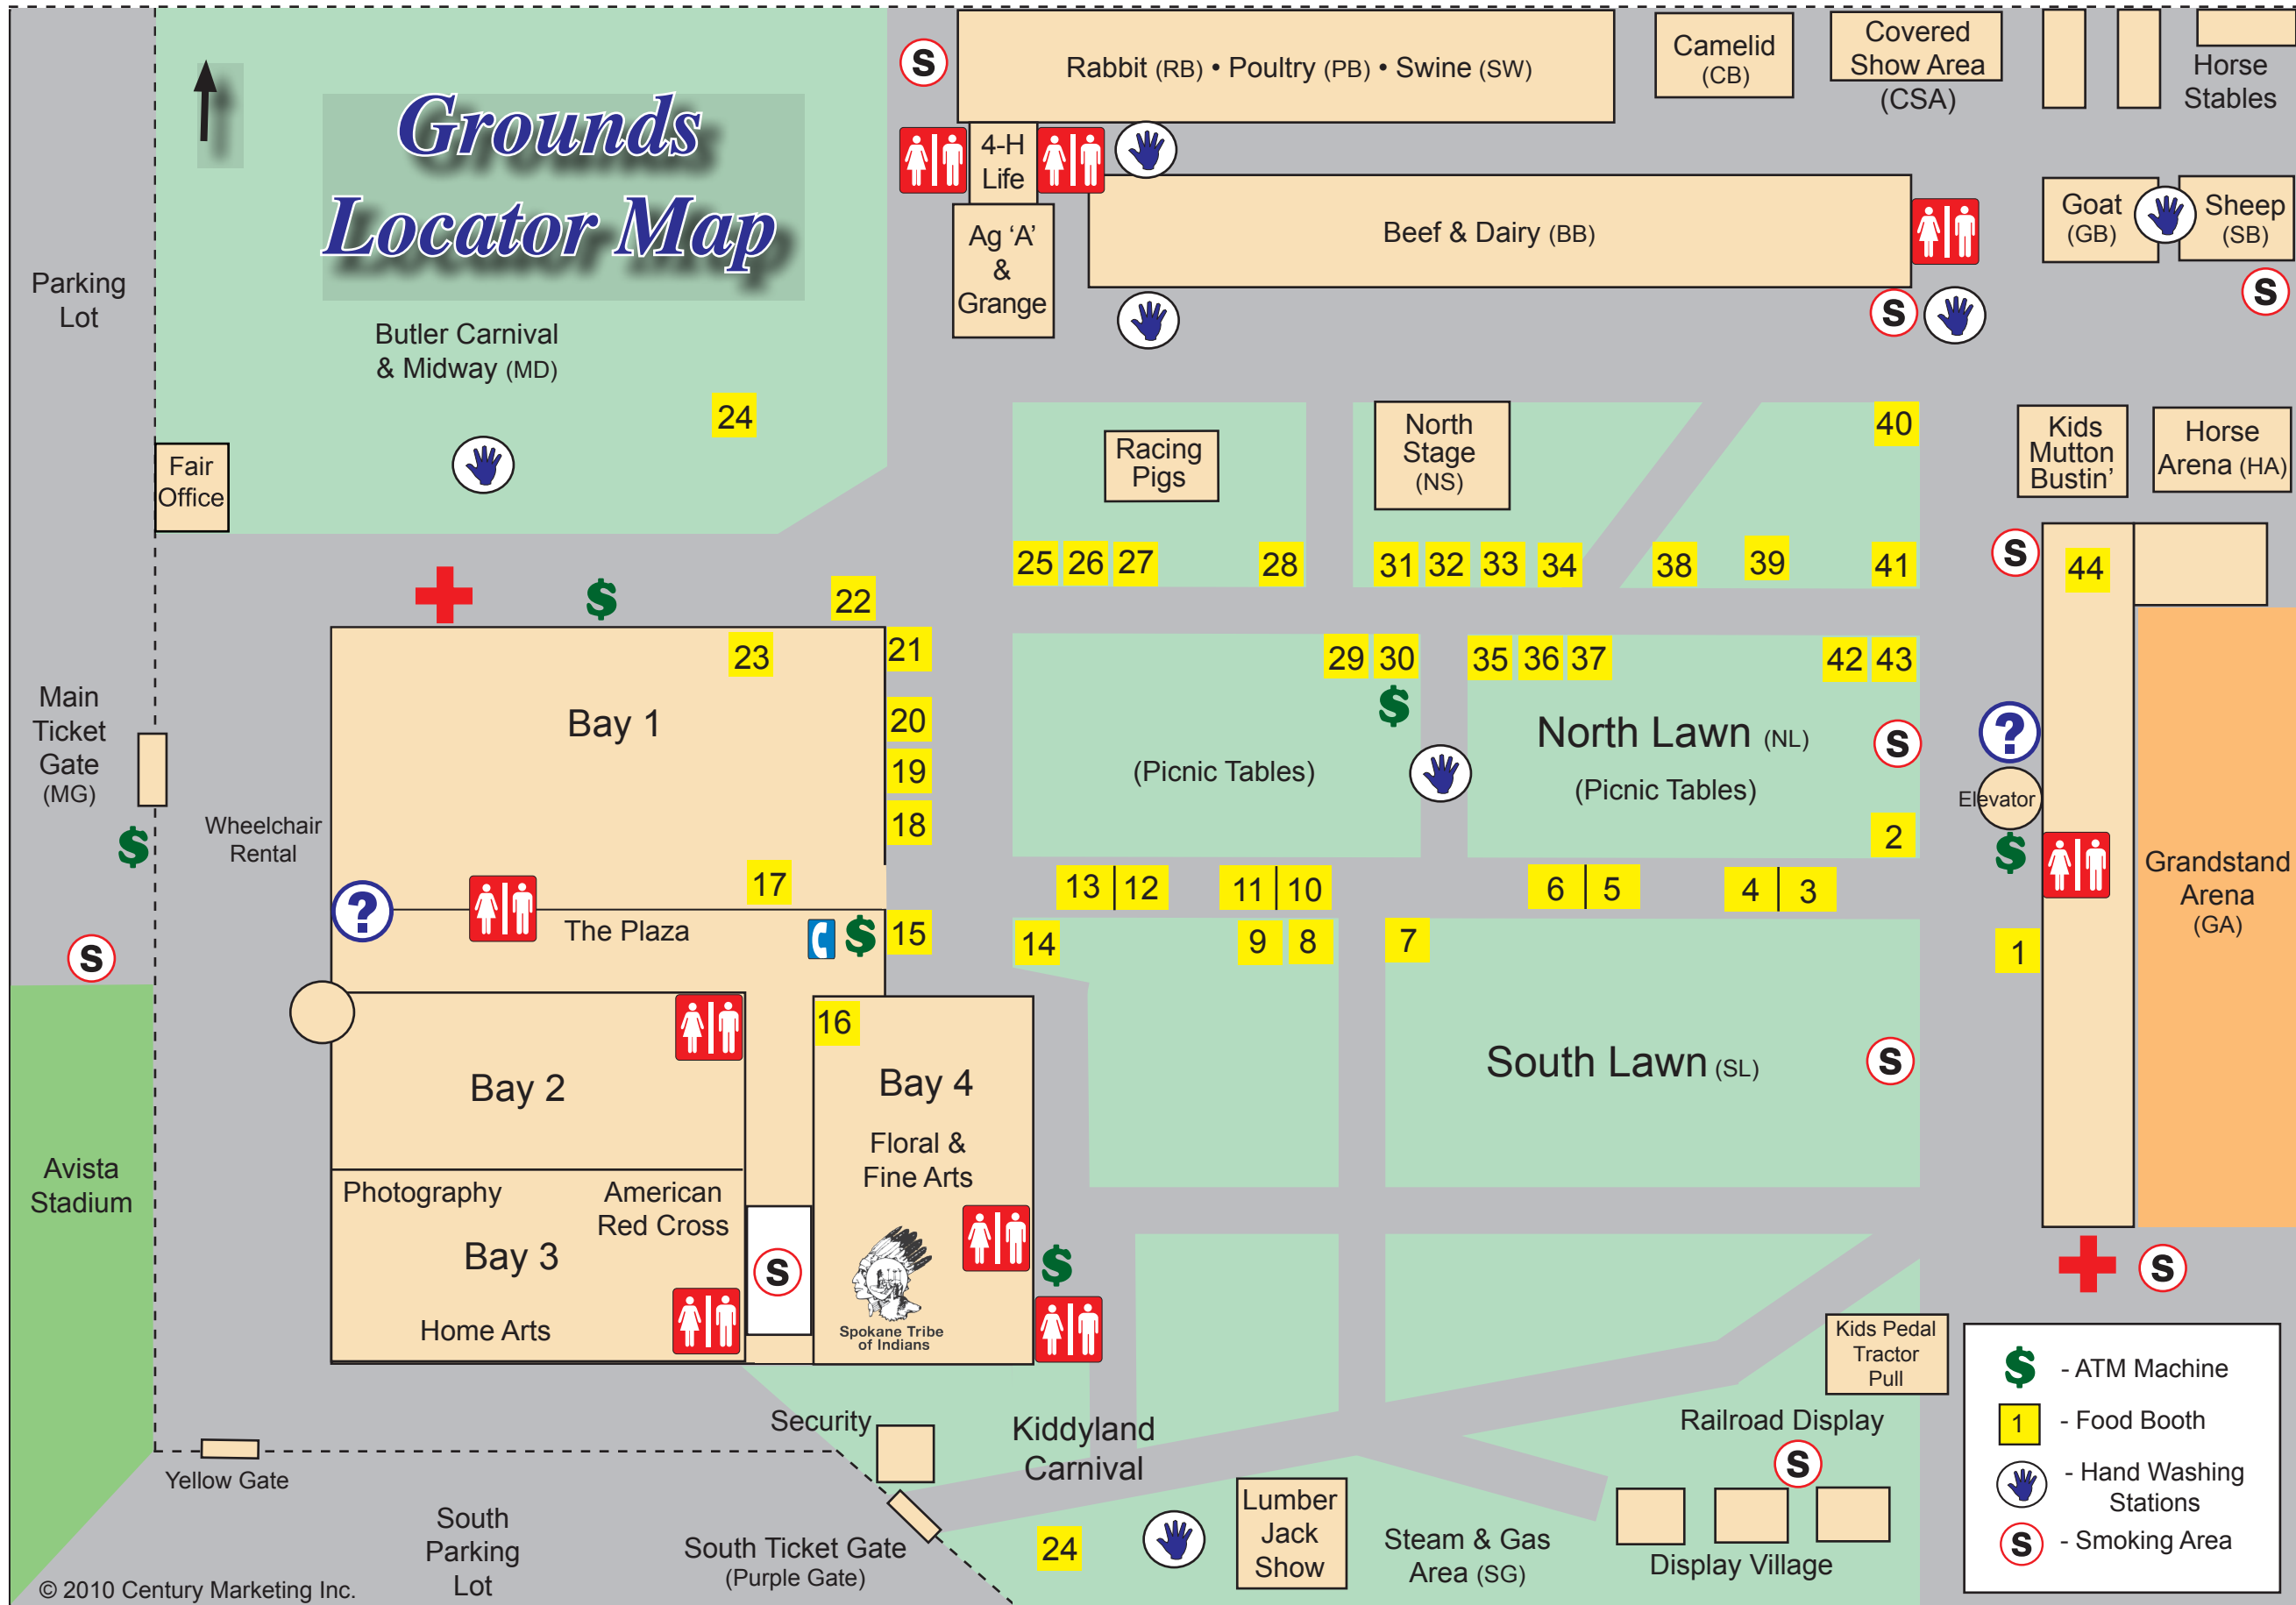 Grounds
Locator Map
S
Rabbit (RB) • Poultry (PB) • Swine (SW)
Camelid
(CB)
Covered
Show Area
(CSA)
Horse
Stables
4-H
Life
Ag ‘A’
&
Grange
Beef & Dairy (BB)
Goat
(GB)
Sheep
(SB)
S
S
Parking
Lot
Butler Carnival
& Midway (MD)
24
Fair
Office
Racing
Pigs
North
Stage
(NS)
40
Kids
Mutton
Bustin’
Horse
Arena (HA)
25 26 27 28 31 32 33 34 38 39 41
S
44
$
22
23
21
29 30 35 36 37 42 43
Main
Ticket
Gate
(MG)
Bay 1
20
19
18
$
(Picnic Tables)
North Lawn (NL)
(Picnic Tables)
S
?
Elevator
$
2
Grandstand
Arena
(GA)
$
Wheelchair
Rental
17
?
The Plaza
$
15
13 12 11 10 6 5 4 3
14 9 8 7
1
S
16
Bay 2
Bay 4
Floral &
Fine Arts
South Lawn (SL)
S
Avista
Stadium
Photography
American
Red Cross
Bay 3
Home Arts
S
Spokane Tribe
of Indians
$
S
Kids Pedal
Tractor
Pull
Security
Kiddyland
Carnival
Railroad Display
S
Yellow Gate
South
Parking
Lot
South Ticket Gate
(Purple Gate)
24
Lumber
Jack
Show
Steam & Gas
Area (SG)
Display Village
$ - ATM Machine
1 - Food Booth
- Hand Washing
Stations
S - Smoking Area
© 2010 Century Marketing Inc.